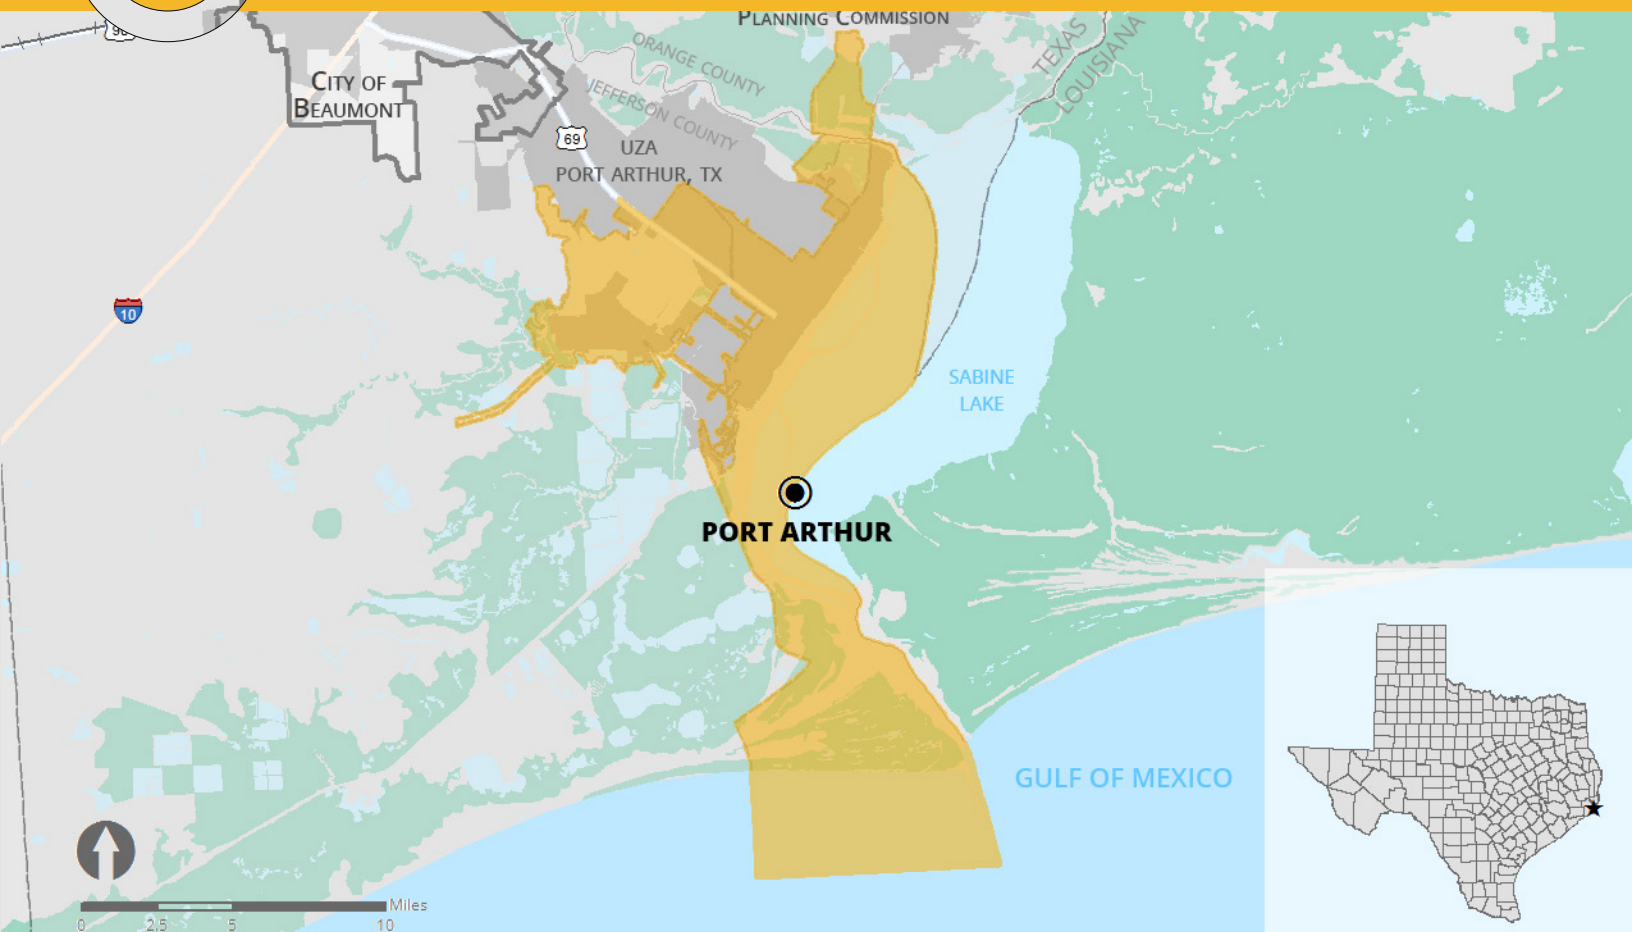 PLANNING COMMISSION
ORANGE COUNTY
JEFFERSON COUNTY
TEXAS
LOUISIANA
CITY OF
BEAUMONT
69
UZA
PORT ARTHUR, TX
10
SABINE
LAKE
PORT ARTHUR
GULF OF MEXICO
Miles
0 2.5 5 10